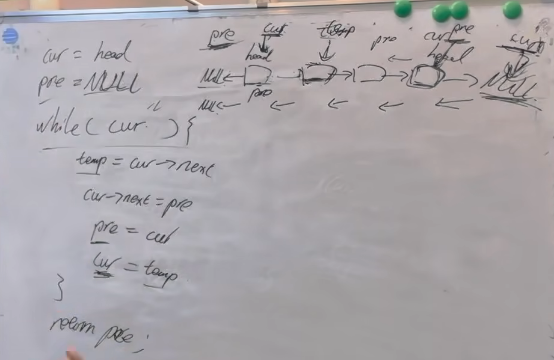 cur = head
pre = NULL
while( cur ) {
temp = cur->next
cur->next = pre
pre = cur
cur = temp
}
return pre;
pre cur temp pre cur pre cur
head head
NULL NULL
pre
NULL